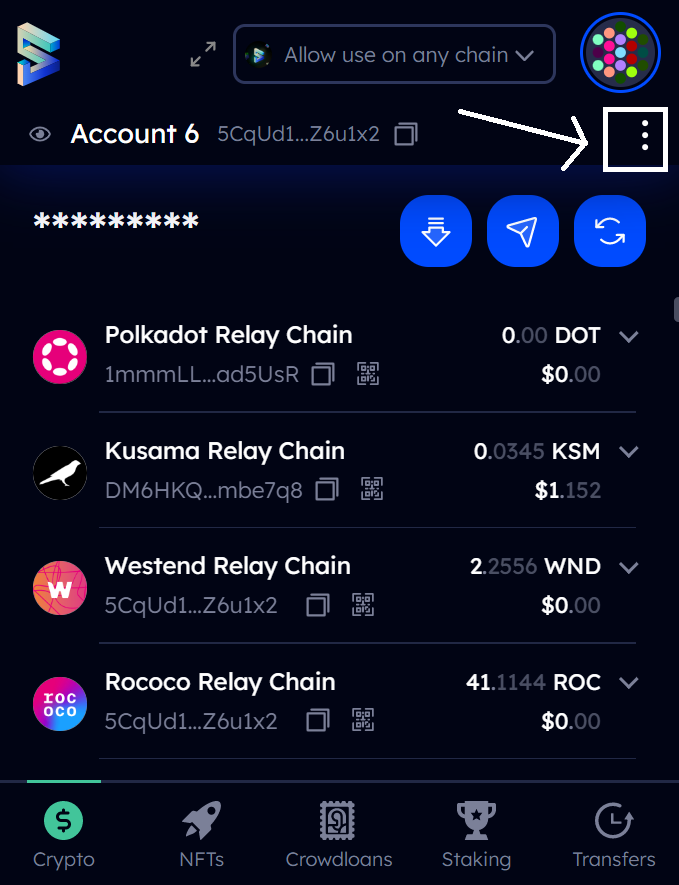 Allow use on any chain
Account 6 5CqUd1...Z6u1x2
*********
Polkadot Relay Chain 0.00 DOT
1mmmLL...ad5UsR $0.00
Kusama Relay Chain 0.0345 KSM
DM6HKQ...mbe7q8 $1.152
Westend Relay Chain 2.2556 WND
5CqUd1...Z6u1x2 $0.00
Rococo Relay Chain 41.1144 ROC
5CqUd1...Z6u1x2 $0.00
W
roc
oco
Crypto NFTs Crowdloans Staking Transfers